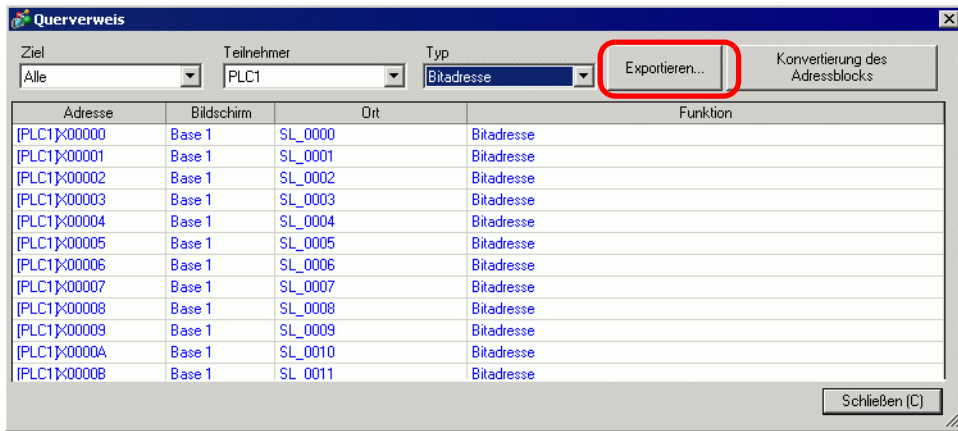 Querverweis
Ziel Teilnehmer Typ
Alle PLC1 Bitadresse Exportieren... Konvertierung des Adressblocks
Adresse Bildschirm Ort Funktion
[PLC1]X00000 Base 1 SL_0000 Bitadresse
[PLC1]X00001 Base 1 SL_0001 Bitadresse
[PLC1]X00002 Base 1 SL_0002 Bitadresse
[PLC1]X00003 Base 1 SL_0003 Bitadresse
[PLC1]X00004 Base 1 SL_0004 Bitadresse
[PLC1]X00005 Base 1 SL_0005 Bitadresse
[PLC1]X00006 Base 1 SL_0006 Bitadresse
[PLC1]X00007 Base 1 SL_0007 Bitadresse
[PLC1]X00008 Base 1 SL_0008 Bitadresse
[PLC1]X00009 Base 1 SL_0009 Bitadresse
[PLC1]X0000A Base 1 SL_0010 Bitadresse
[PLC1]X0000B Base 1 SL_0011 Bitadresse
Schließen (C)